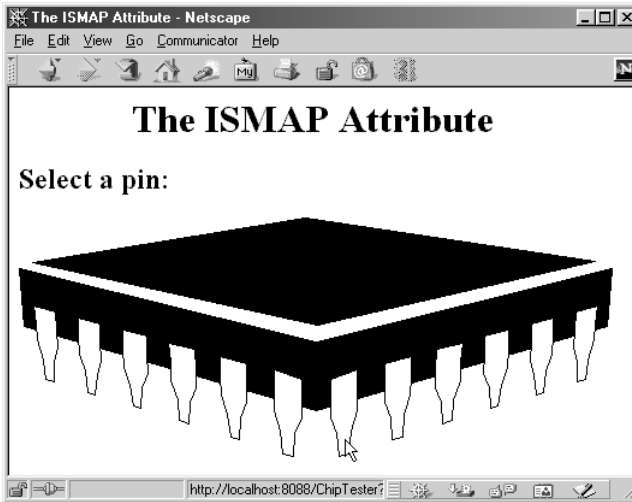 The ISMAP Attribute - Netscape
File Edit View Go Communicator Help
My
N
The ISMAP Attribute
Select a pin:
http://localhost:8088/ChipTester?